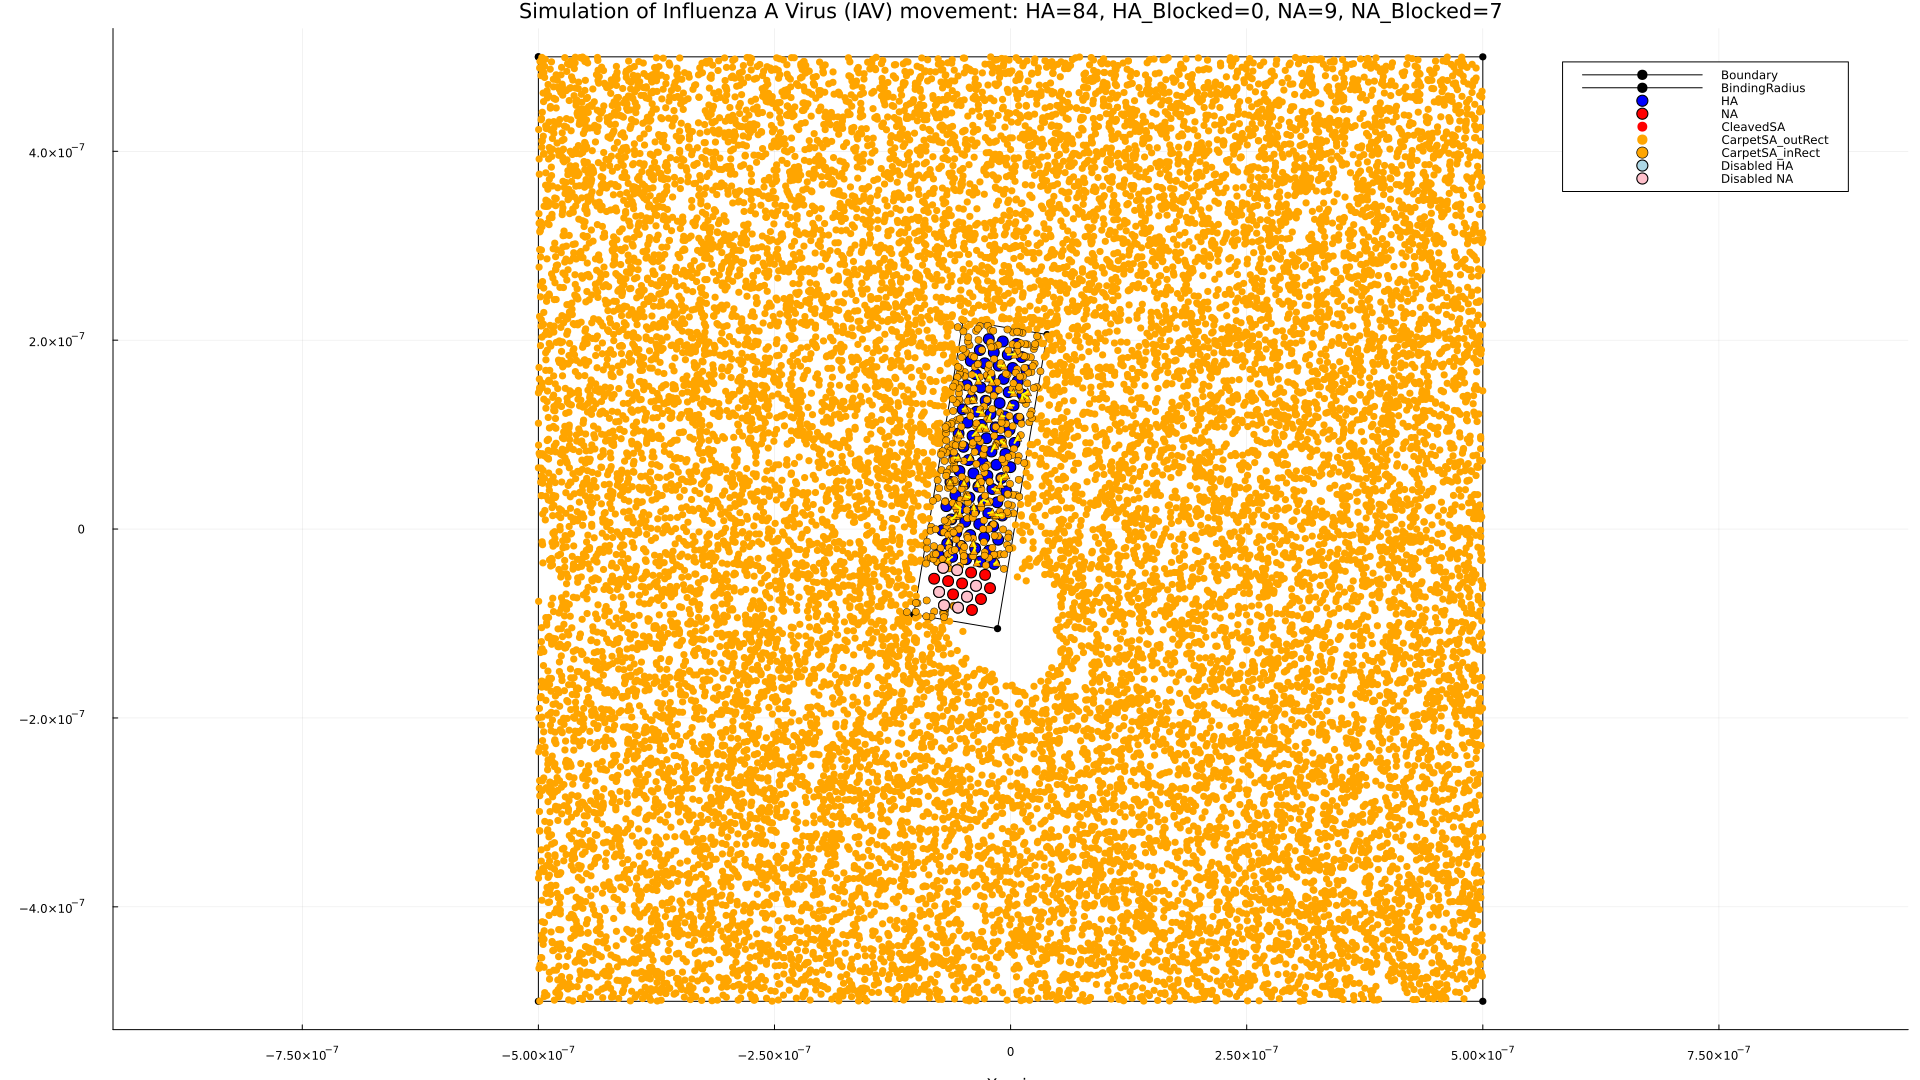 Simulation of Influenza A Virus (IAV) movement: HA=84, HA_Blocked=0, NA=9, NA_Blocked=7
Boundary
BindingRadius
HA
NA
CleavedSA
CarpetSA_outRect
CarpetSA_inRect
Disabled HA
Disabled NA
4.0×10⁻⁷
2.0×10⁻⁷
0
−2.0×10⁻⁷
−4.0×10⁻⁷
−7.50×10⁻⁷
−5.00×10⁻⁷
−2.50×10⁻⁷
0
2.50×10⁻⁷
5.00×10⁻⁷
7.50×10⁻⁷